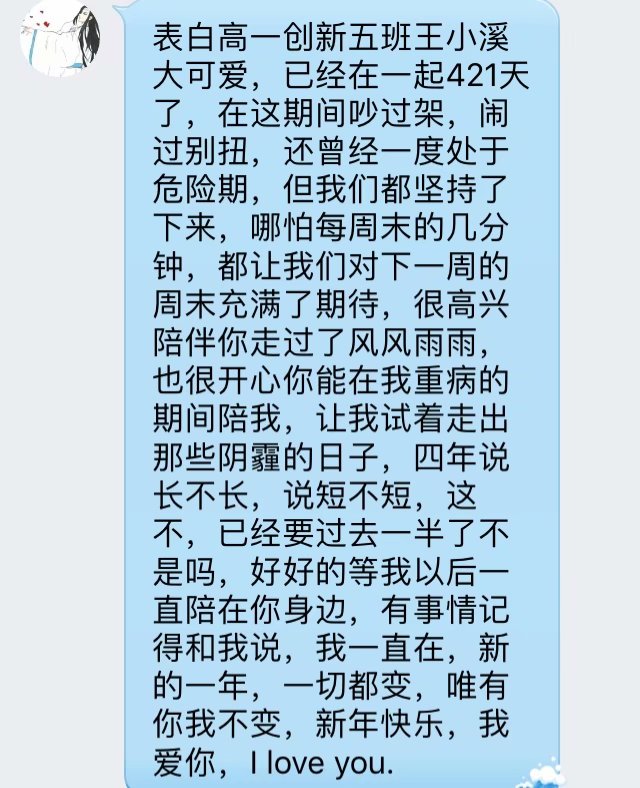 表白高一创新五班王小溪
大可爱，已经在一起421天
了，在这期间吵过架，闹
过别扭，还曾经一度处于
危险期，但我们都坚持了
下来，哪怕每周末的几分
钟，都让我们对下一周的
周末充满了期待，很高兴
陪伴你走过了风风雨雨，
也很开心你能在我重病的
期间陪我，让我试着走出
那些阴霾的日子，四年说
长不长，说短不短，这
不，已经要过去一半了不
是吗，好好的等我以后一
直陪在你身边，有事情记
得和我说，我一直在，新
的一年，一切都变，唯有
你我不变，新年快乐，我
爱你，I love you.